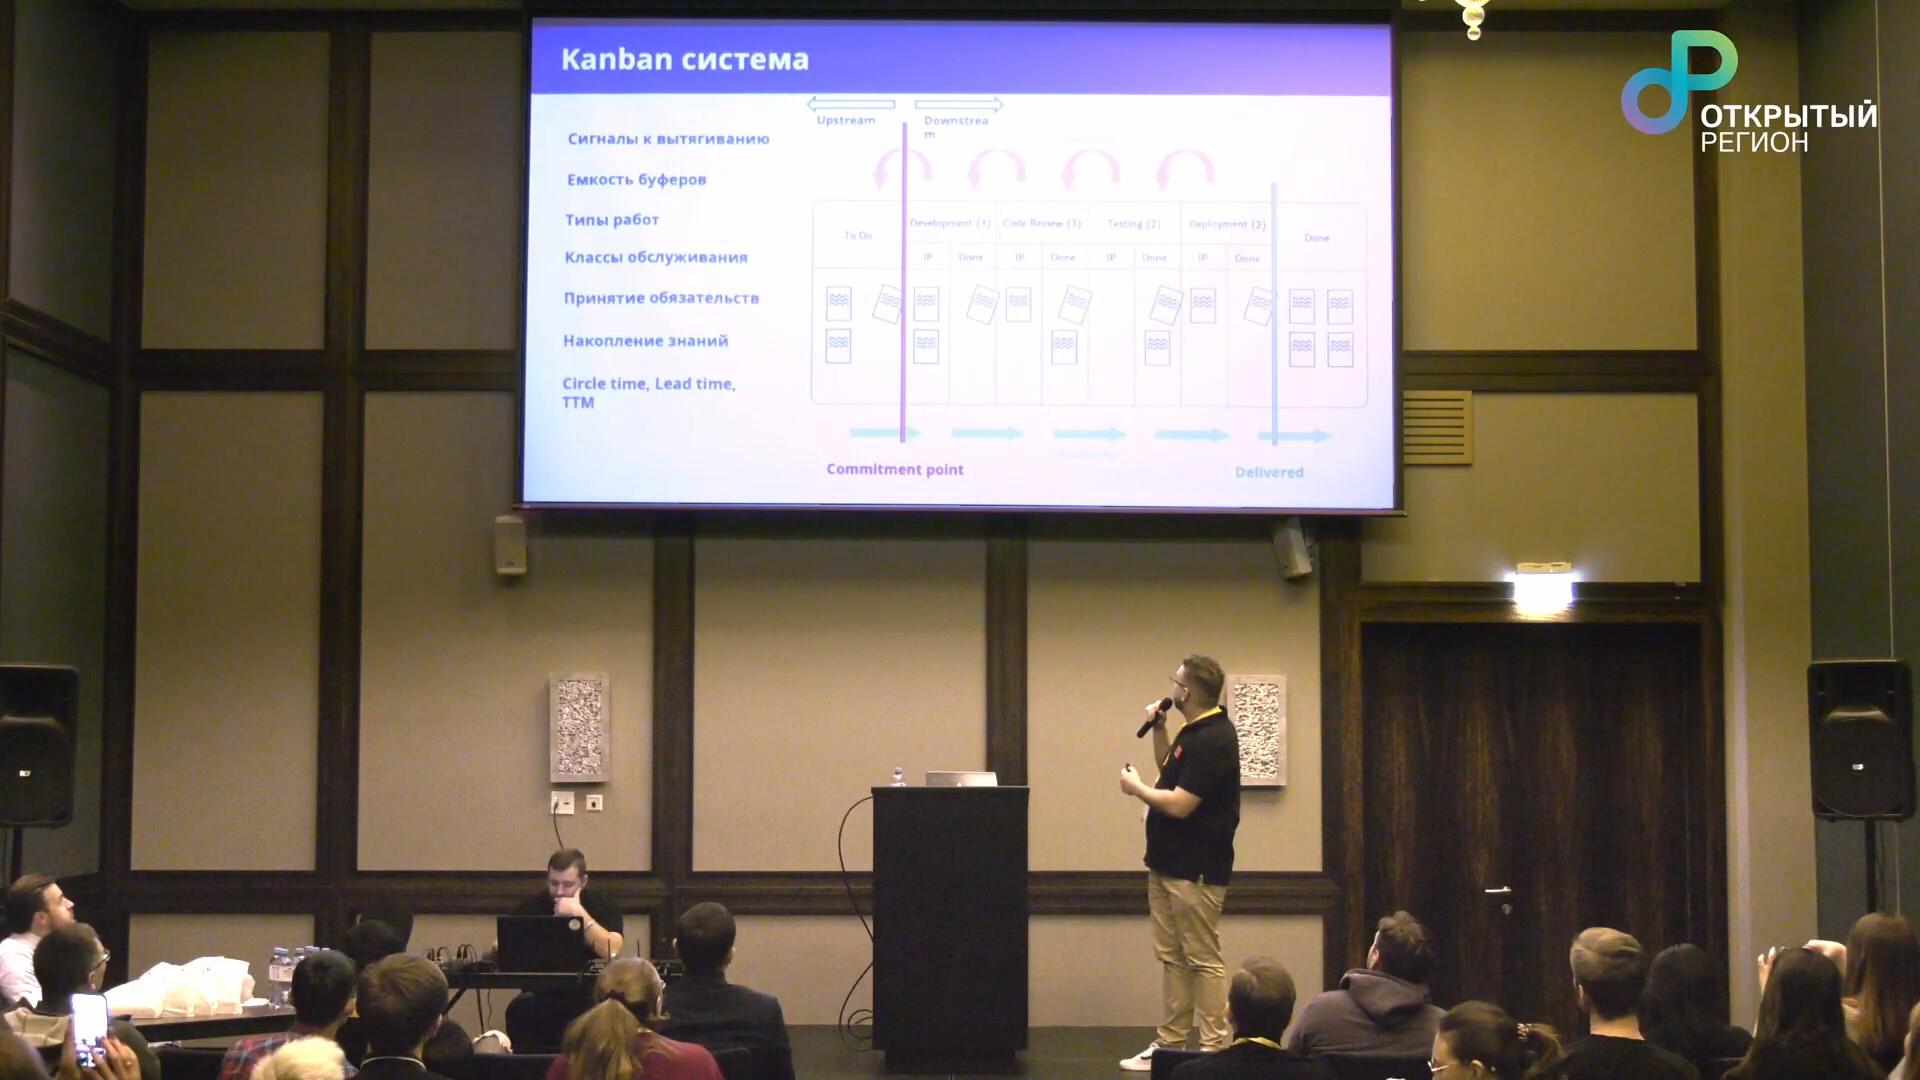 Kanban система
Upstream
Downstrea
m
Сигналы к вытягиванию
Емкость буферов
Типы работ
Классы обслуживания
Принятие обязательств
Накопление знаний
Circle time, Lead time,
TTM
To Do
Development (3)
Code Review (3)
Testing (2)
Deployment (2)
Done
IP
Done
IP
Done
IP
Done
IP
Done
Commitment point
Delivered
ОТКРЫТЫЙ
РЕГИОН